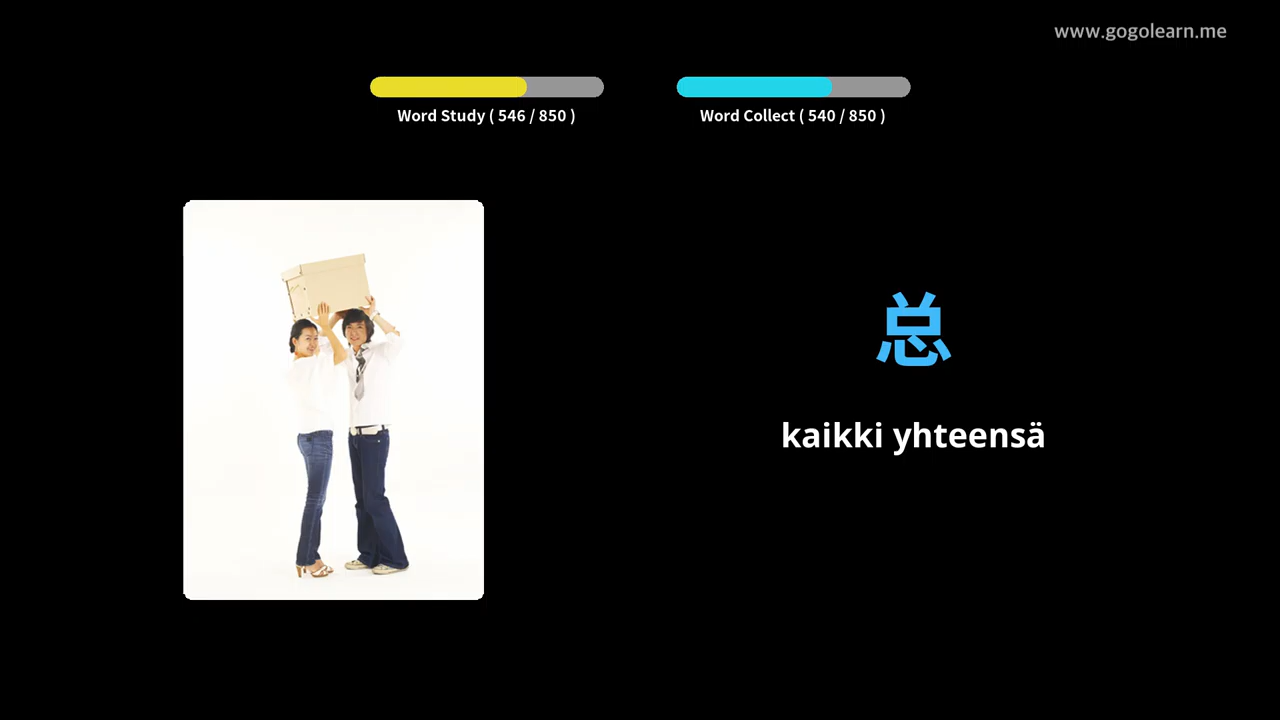 www.gogolearn.me
Word Study ( 546 / 850 )
Word Collect ( 540 / 850 )
总
kaikki yhteensä